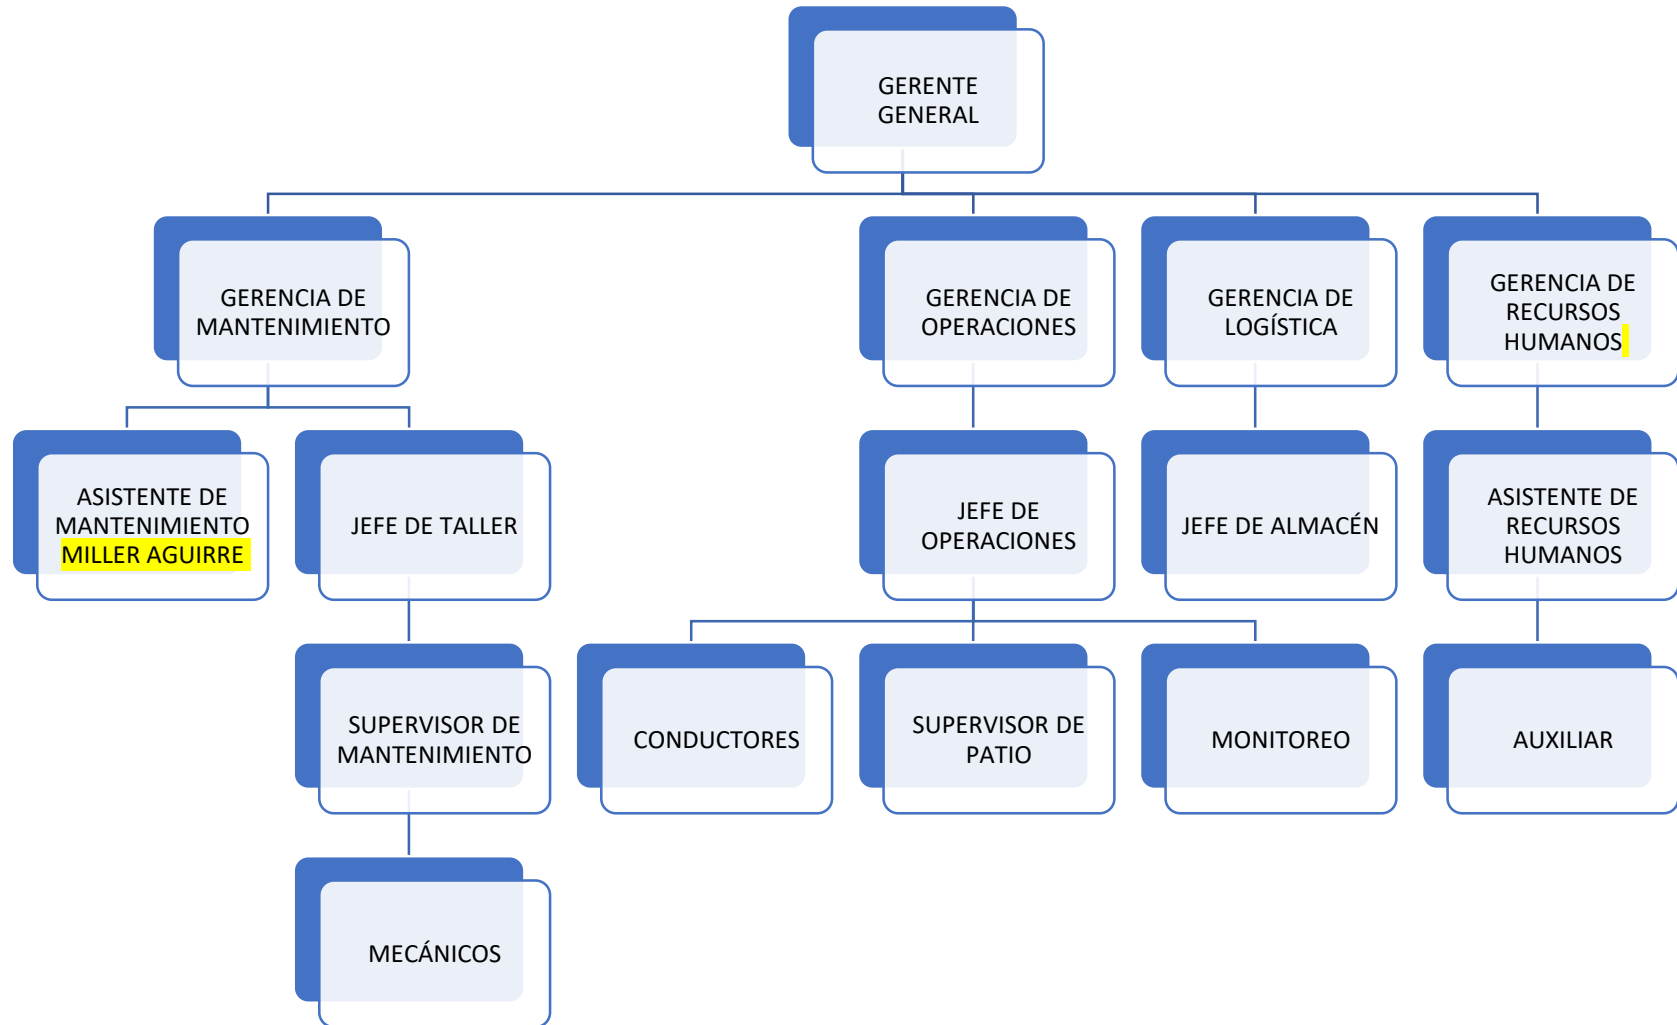 GERENTE
GENERAL
GERENCIA DE
MANTENIMIENTO
GERENCIA DE
OPERACIONES
GERENCIA DE
LOGÍSTICA
GERENCIA DE
RECURSOS
HUMANOS
ASISTENTE DE
MANTENIMIENTO
MILLER AGUIRRE
JEFE DE TALLER
JEFE DE
OPERACIONES
JEFE DE ALMACÉN
ASISTENTE DE
RECURSOS
HUMANOS
SUPERVISOR DE
MANTENIMIENTO
CONDUCTORES
SUPERVISOR DE
PATIO
MONITOREO
AUXILIAR
MECÁNICOS